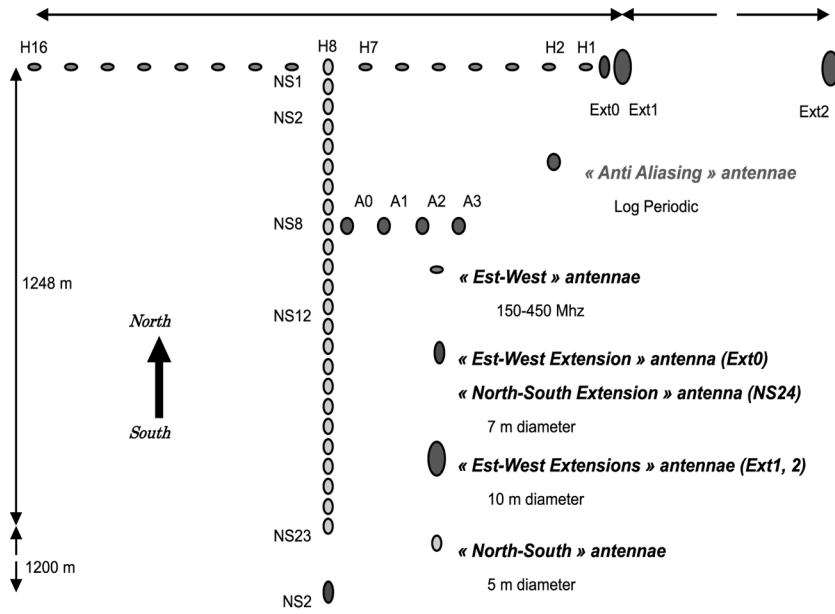 H16 H8 H7 H2 H1
NS1
Ext0 Ext1 Ext2
NS2
« Anti Aliasing » antennae
A0 A1 A2 A3
Log Periodic
NS8
« Est-West » antennae
1248 m
150-450 Mhz
NS12
North
« Est-West Extension » antenna (Ext0)
« North-South Extension » antenna (NS24)
South
7 m diameter
« Est-West Extensions » antennae (Ext1, 2)
10 m diameter
NS23
« North-South » antennae
1200 m
5 m diameter
NS2